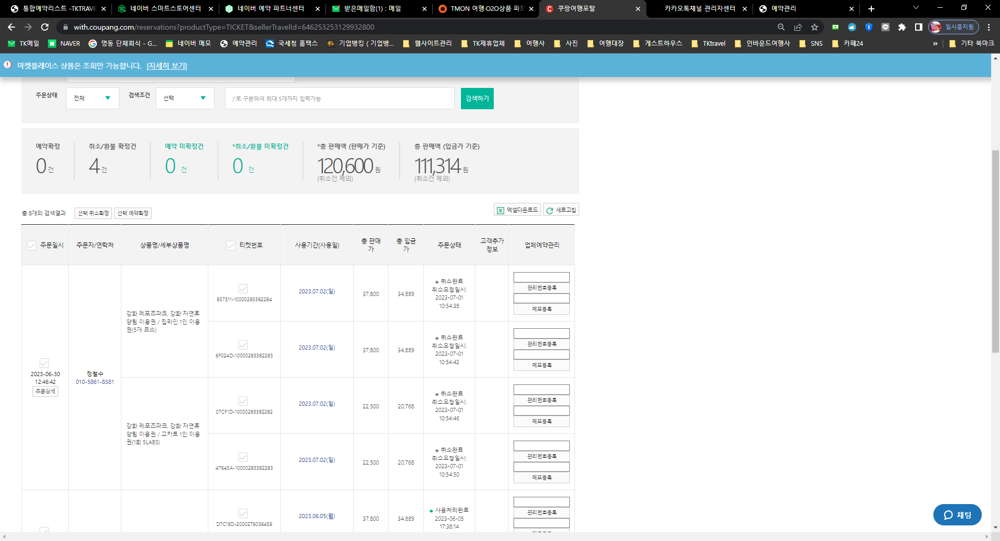 통합예약리스트 -TKTRAVE
네이버 스마트스토어센터
네이버 예약 파트너센터
받은메일함(1) : 메일
TMON 여행·O2O상품 파트
쿠팡여행포탈
카카오톡채널 관리자센터
예약관리
with.coupang.com/reservations?productType=TICKET&sellerTravelId=646253253129932800
일시중지됨
TK메일
NAVER
명동 단체회식 - G...
네이버 메모
예약관리
국세청 홈택스
기업뱅킹 ( 기업뱅...
웹사이트관리
TK제휴업체
여행사
사진
여행대장
게스트하우스
TKtravel
인바운드여행사
SNS
카페24
»
기타 북마크
마켓플레이스 상품은 조회만 가능합니다. [자세히 보기]
주문상태
전체
검색조건
선택
'/'로 구분하여 최대 5개까지 입력가능
검색하기
예약확정
0 건
취소/환불 확정건
4 건
예약 미확정건
0 건
*취소/환불 미확정건
0 건
*총 판매액 (판매가 기준)
120,600 원
(취소건 제외)
총 판매액 (입금가 기준)
111,314 원
(취소건 제외)
총 8개의 검색결과
선택 취소확정
선택 예약확정
엑셀다운로드
새로고침
주문일시
주문자/연락처
상품명/세부상품명
티켓번호
사용기간(사용일)
총 판매
가
총 입금
가
주문상태
고객추가
정보
업체예약관리
2023-06-30
12:46:42
주문상세
정철수
010-5861-8381
강화 레포츠파크, 강화 자연휴
양림 이용권 / 집라인 1인 이용
권(5개 코스)
B57311-10000283382284
2023.07.02(일)
37,800
34,889
취소완료
취소요청일시:
2023-07-01
10:54:38
관리번호등록
메모등록
6F024D-10000283382285
2023.07.02(일)
37,800
34,889
취소완료
취소요청일시:
2023-07-01
10:54:42
관리번호등록
메모등록
강화 레포츠파크, 강화 자연휴
양림 이용권 / 고카트 1인 이용
권(1회 5LABS)
07CF1D-10000283382282
2023.07.02(일)
22,500
20,768
취소완료
취소요청일시:
2023-07-01
10:54:46
관리번호등록
메모등록
47645A-10000283382283
2023.07.02(일)
22,500
20,768
취소완료
취소요청일시:
2023-07-01
10:54:50
관리번호등록
메모등록
D7C19D-2000276036459
2023.06.05(월)
37,800
34,889
사용처리완료
2023-06-05
17:38:14
관리번호등록
채팅